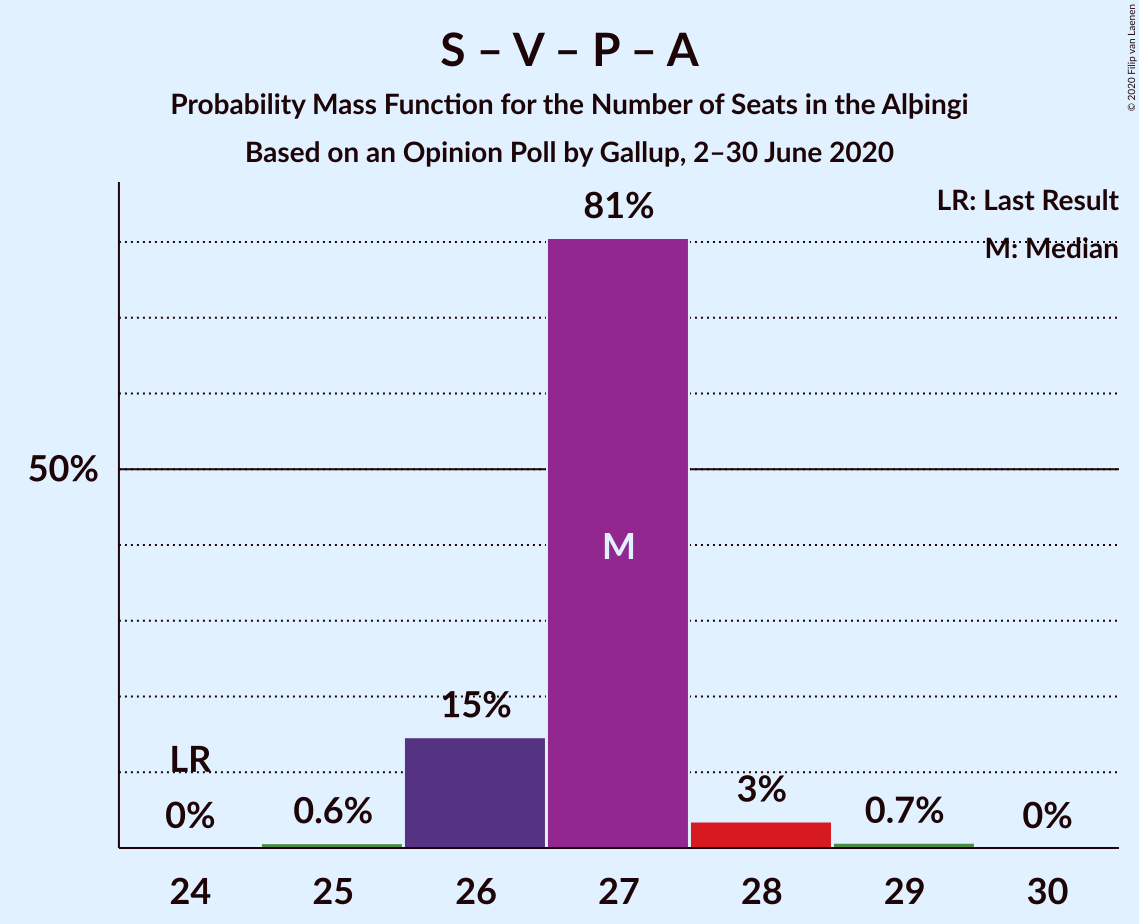 S – V – P – A
Probability Mass Function for the Number of Seats in the Alþingi
Based on an Opinion Poll by Gallup, 2–30 June 2020
© 2020 Filip van Laenen
LR: Last Result
M: Median
81%
50%
M
15%
LR
0%
0.6%
3%
0.7%
0%
24 25 26 27 28 29 30